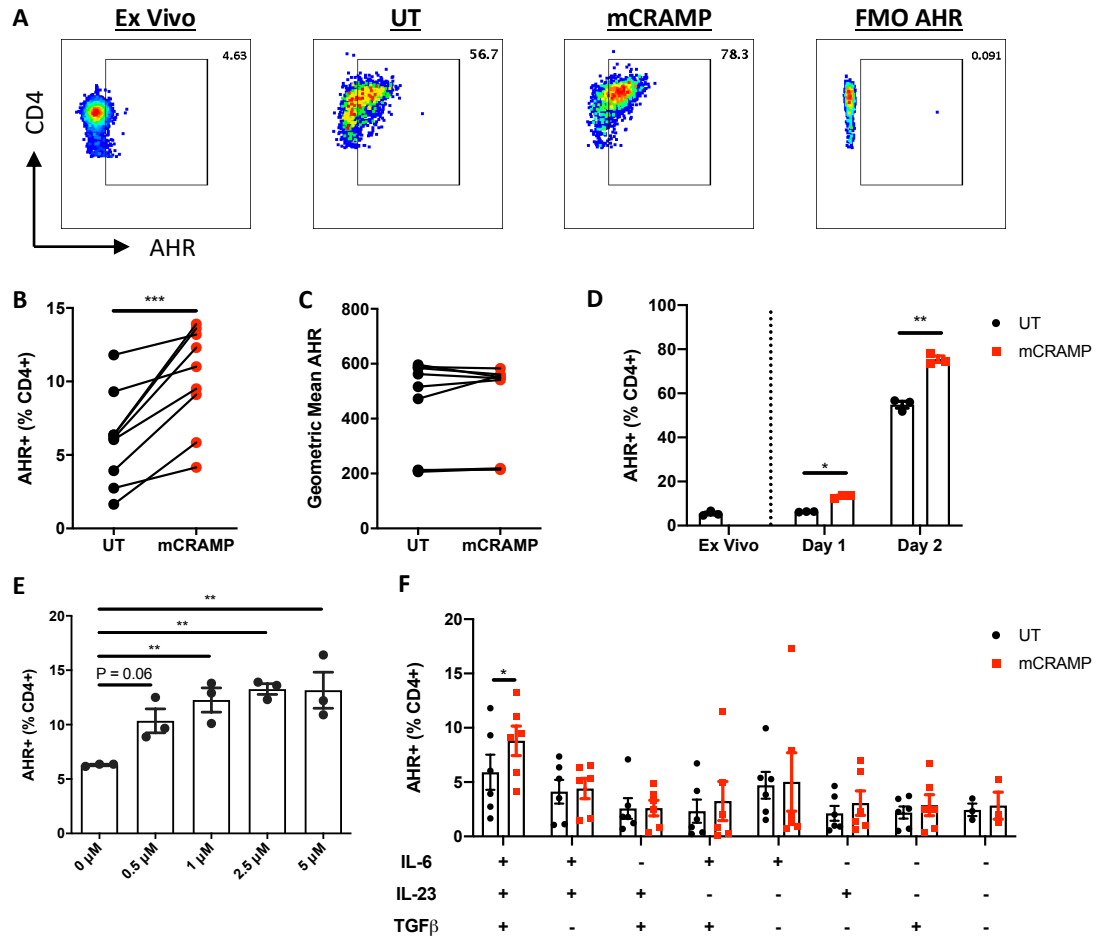 A
Ex Vivo
UT
mCRAMP
FMO AHR
4.63
56.7
78.3
0.091
CD4
AHR
B
AHR+ (% CD4+)
15
10
5
0
UT
mCRAMP
***
C
Geometric Mean AHR
800
600
400
200
0
UT
mCRAMP
D
AHR+ (% CD4+)
100
80
60
40
20
0
Ex Vivo
Day 1
Day 2
*
**
UT
mCRAMP
E
AHR+ (% CD4+)
20
15
10
5
0
**
**
**
P = 0.06
0 µM
0.5 µM
1 µM
2.5 µM
5 µM
F
AHR+ (% CD4+)
20
15
10
5
0
*
UT
mCRAMP
IL-6 + + - + + - - -
IL-23 + + + - - + - -
TGFβ + - + + - - + -